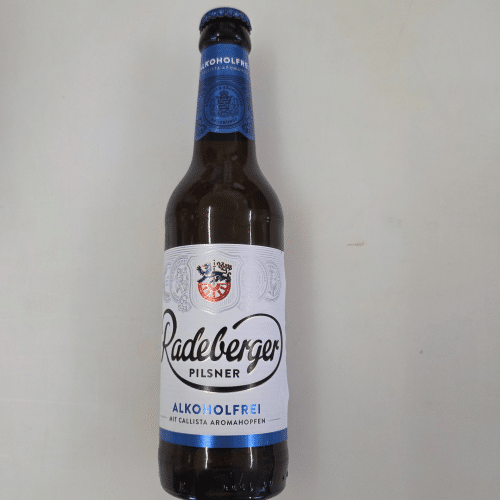 ALKOHOLFREI
Radeberger
PILSNER
ALKOHOLFREI
MIT CALLISTA AROMAHOPFEN